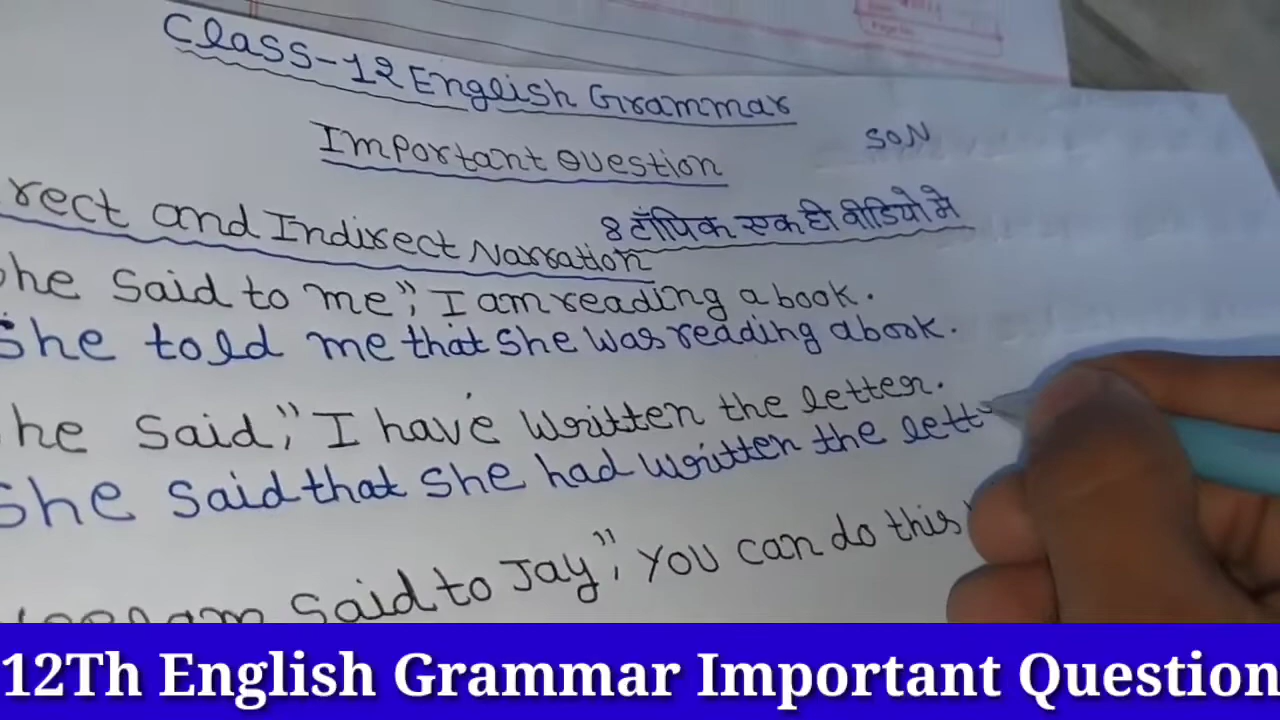 Class-12 English Grammar
Important Question
SON
rect and Indirect Narration
8 टॉपिक एक ही वीडियो मे
he said to me", I am reading a book.
She told me that she was reading a book.
he said," I have written the letter.
She said that she had written the lett
said to Jay", You can do this
12Th English Grammar Important Question